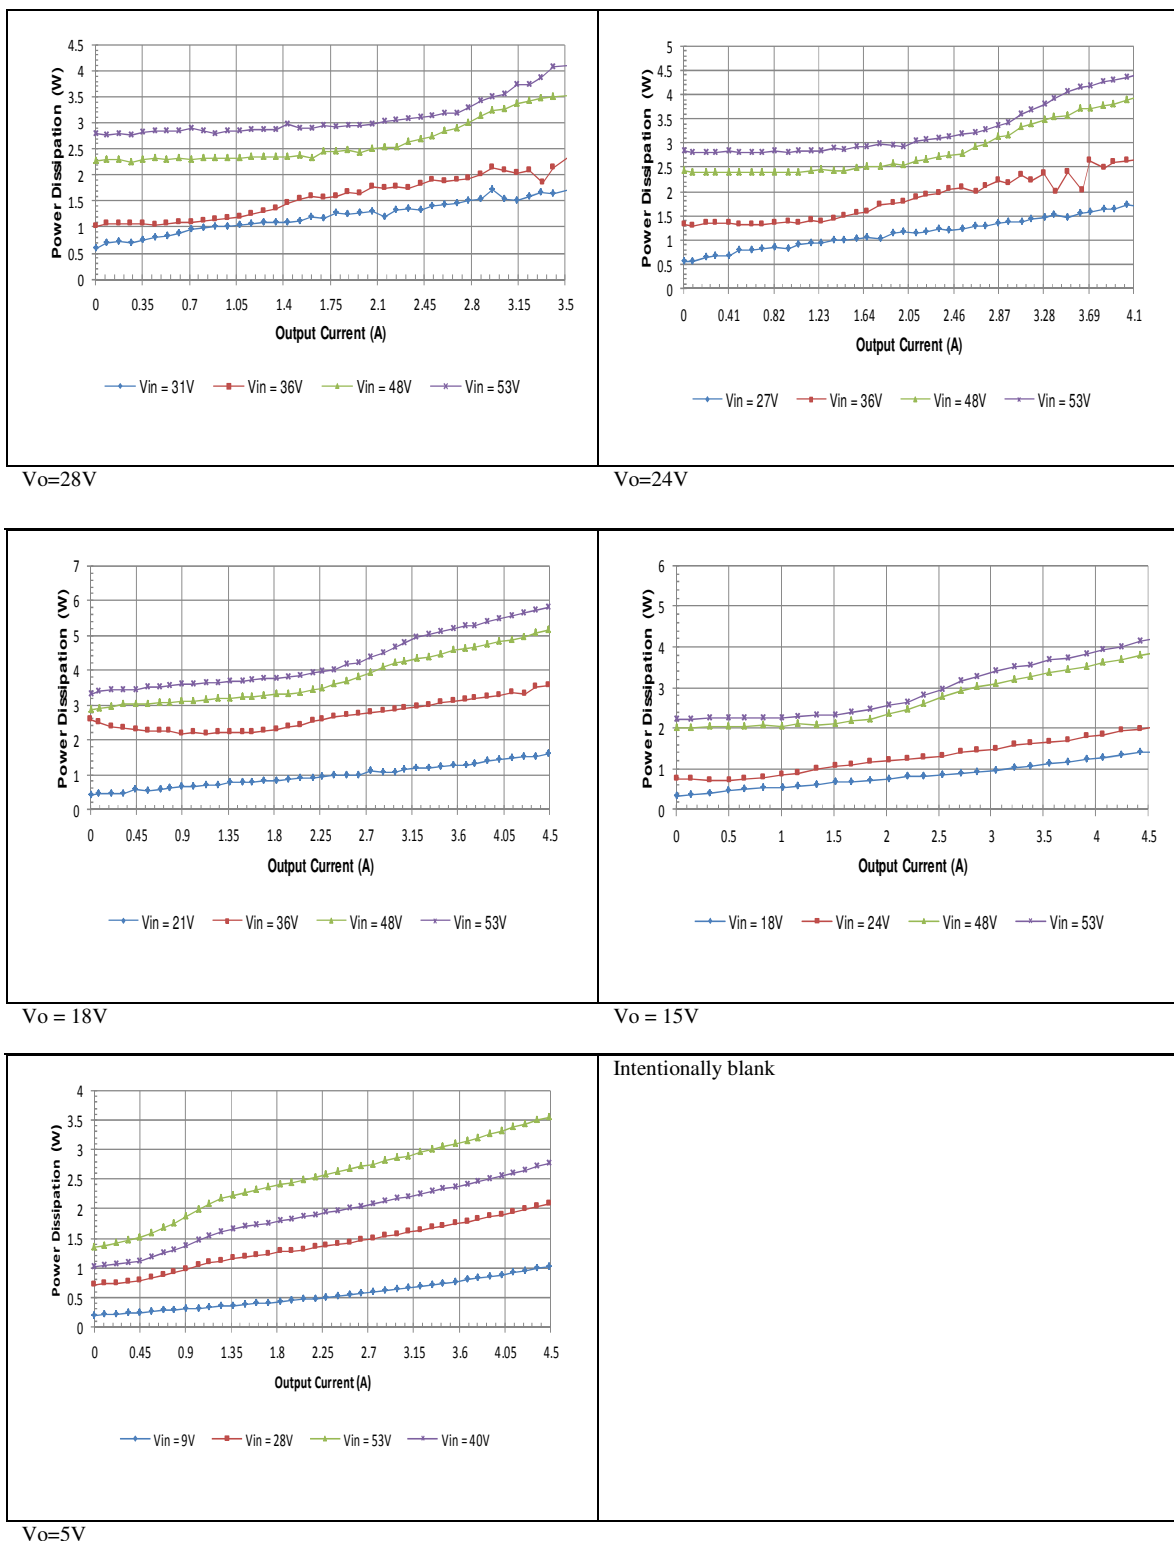 4.5
4
3.5
3
2.5
2
1.5
1
0.5
0
Power Dissipation (W)
0 0.35 0.7 1.05 1.4 1.75 2.1 2.45 2.8 3.15 3.5
Output Current (A)
Vin = 31V Vin = 36V Vin = 48V Vin = 53V
Vo=28V
5
4.5
4
3.5
3
2.5
2
1.5
1
0.5
0
Power Dissipation (W)
0 0.41 0.82 1.23 1.64 2.05 2.46 2.87 3.28 3.69 4.1
Output Current (A)
Vin = 27V Vin = 36V Vin = 48V Vin = 53V
Vo=24V
7
6
5
4
3
2
1
0
Power Dissipation (W)
0 0.45 0.9 1.35 1.8 2.25 2.7 3.15 3.6 4.05 4.5
Output Current (A)
Vin = 21V Vin = 36V Vin = 48V Vin = 53V
Vo = 18V
6
5
4
3
2
1
0
Power Dissipation (W)
0 0.5 1 1.5 2 2.5 3 3.5 4 4.5
Output Current (A)
Vin = 18V Vin = 24V Vin = 48V Vin = 53V
Vo = 15V
4
3.5
3
2.5
2
1.5
1
0.5
0
Power Dissipation (W)
0 0.45 0.9 1.35 1.8 2.25 2.7 3.15 3.6 4.05 4.5
Output Current (A)
Vin = 9V Vin = 28V Vin = 53V Vin = 40V
Vo=5V
Intentionally blank